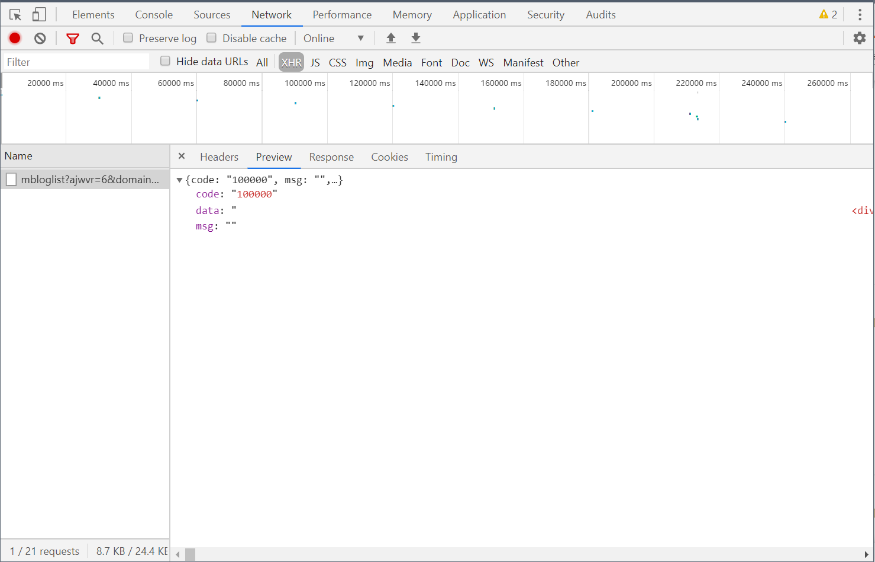 Elements Console Sources Network Performance Memory Application Security Audits 2
Preserve log Disable cache Online
Filter Hide data URLs All XHR JS CSS Img Media Font Doc WS Manifest Other
20000 ms 40000 ms 60000 ms 80000 ms 100000 ms 120000 ms 140000 ms 160000 ms 180000 ms 200000 ms 220000 ms 240000 ms 260000 ms
Name × Headers Preview Response Cookies Timing
mbloglist?ajwvr=6&domain...
▼{code: "100000", msg: "",…}
code: "100000"
data: " <div
msg: ""
1 / 21 requests 8.7 KB / 24.4 KB